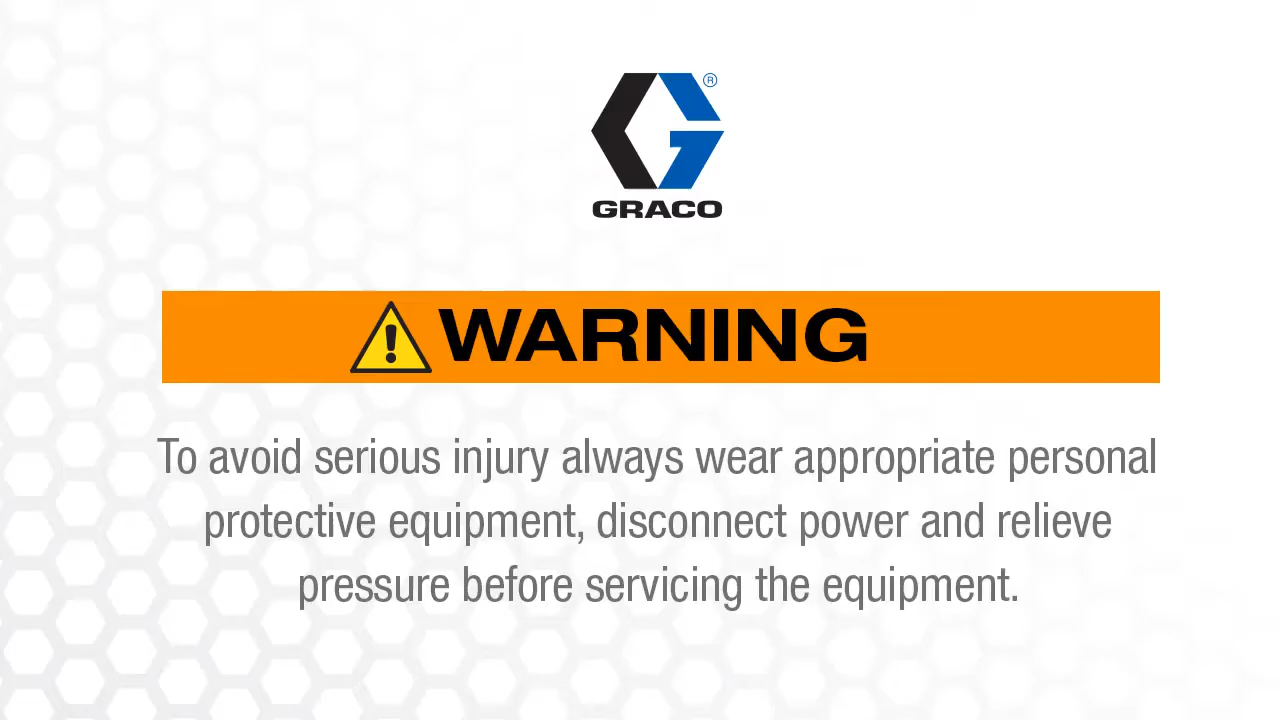 ®
GRACO
WARNING
To avoid serious injury always wear appropriate personal
protective equipment, disconnect power and relieve
pressure before servicing the equipment.